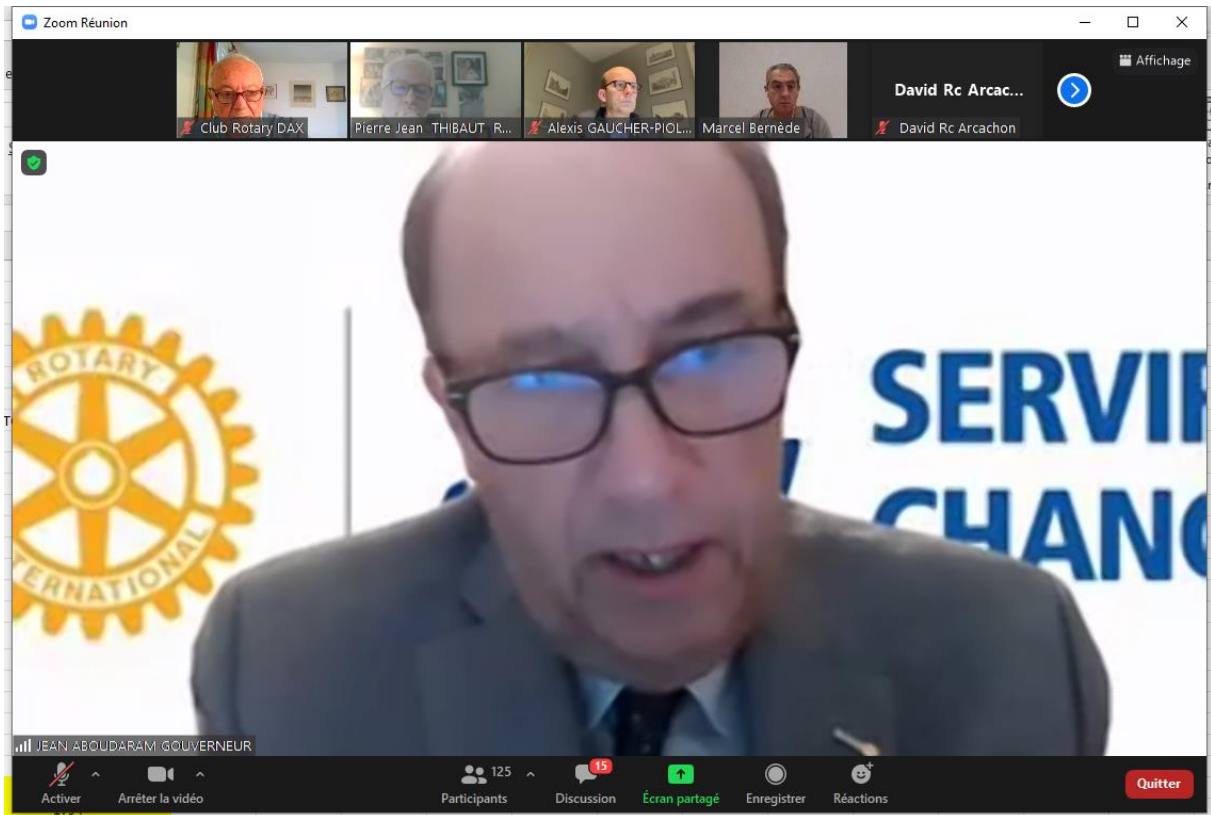 Zoom Réunion
Affichage
David Rc Arcac...
Club Rotary DAX
Pierre Jean THIBAUT R...
Alexis GAUCHER-PIOL...
Marcel Bernède
David Rc Arcachon
ROTARY
SERVIR
CHANG
TERNATIONAL
JEAN ABOUDARAM GOUVERNEUR
125
15
Activer
Arrêter la vidéo
Participants
Discussion
Écran partagé
Enregistrer
Réactions
Quitter